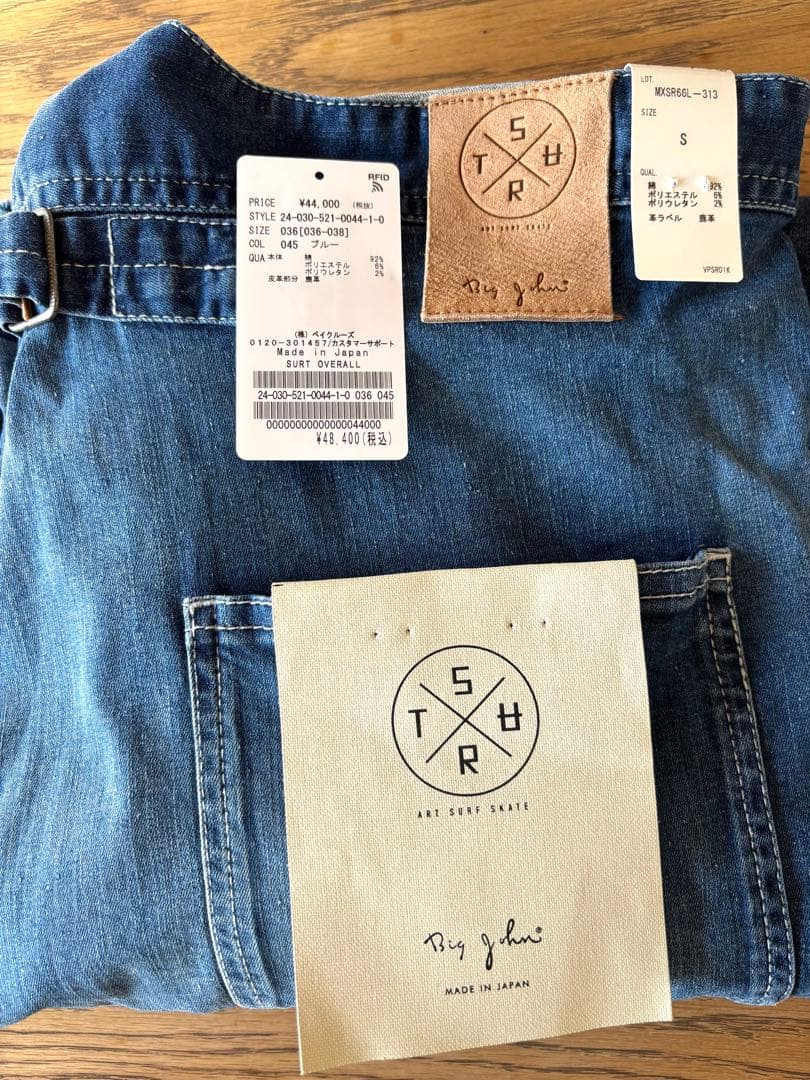 RFID
PRICE ¥44,000 (税抜)
STYLE 24-030-521-0044-1-0
SIZE 036[036-038]
COL 045 ブルー
QUA 本体 綿 92%
ポリエステル 6%
ポリウレタン 2%
皮革部分 鹿革
(株) ベイクルーズ
0120-301457/カスタマーサポート
Made in Japan
SURT OVERALL
24-030-521-0044-1-0 036 045
00000000000000044000
¥48,400(税込)
S
T U
R
ART SURF SKATE
Big John
LOT.
MXSR66L-313
SIZE
S
QUAL
綿 92%
ポリエステル 6%
ポリウレタン 2%
革ラベル 鹿革
VPSR01K
S
T U
R
ART SURF SKATE
Big John®
MADE IN JAPAN